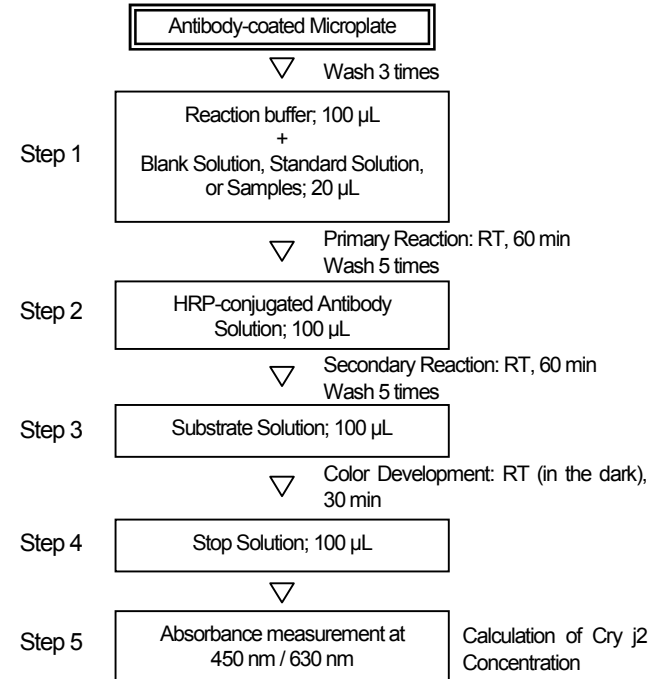 Antibody-coated Microplate
Wash 3 times
Step 1
Reaction buffer; 100 µL
+
Blank Solution, Standard Solution,
or Samples; 20 µL
Primary Reaction: RT, 60 min
Wash 5 times
Step 2
HRP-conjugated Antibody
Solution; 100 µL
Secondary Reaction: RT, 60 min
Wash 5 times
Step 3
Substrate Solution; 100 µL
Color Development: RT (in the dark),
30 min
Step 4
Stop Solution; 100 µL
Step 5
Absorbance measurement at
450 nm / 630 nm
Calculation of Cry j2
Concentration